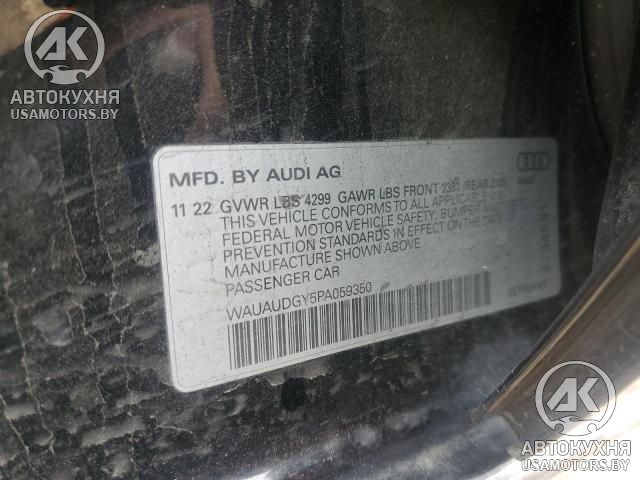 АВТОКУХНЯ
USAMOTORS.BY
MFD. BY AUDI AG
11 22 GVWR LBS 4299 GAWR LBS FRONT 2381 /REAR
THIS VEHICLE CONFORMS TO ALL APPLICABLE
FEDERAL MOTOR VEHICLE SAFETY, BUMPER
PREVENTION STANDARDS IN EFFECT ON THE DATE
MANUFACTURE SHOWN ABOVE
PASSENGER CAR
WAUAUDGY5PA059350
GERMANY
АВТОКУХНЯ
USAMOTORS.BY